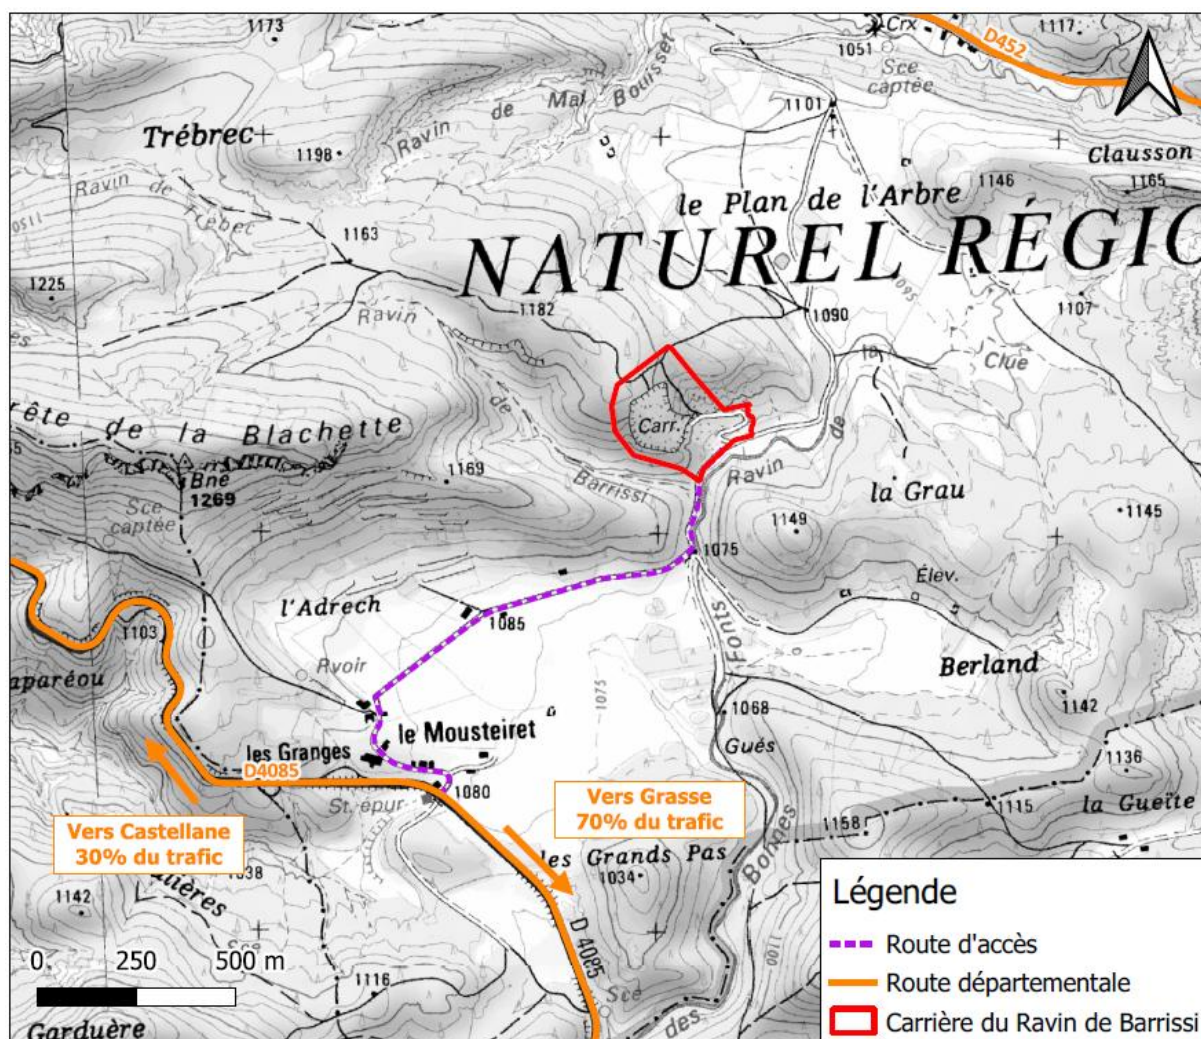 1173
1117
D452
1051
Crx
Sce
captée
Ravin de Mal Bouisset
1101
Trébrec
1198
Clausson
1146
1165
Ravin de
le Plan de l'Arbre
1163
NATUREL RÉGIO
1095
1225
1182
1107
Ravin
1090
la
Clue
rête de la Blachette
Carr.
de
de
1169
Bne
1269
Barrissi
Ravin
la Grau
Sce
captée
1149
1145
1075
Élev.
l'Adrech
1085
1103
Fonts
Rvoir
Berland
aparéou
1075
1142
1068
le Mousteiret
les Granges
Gués
D4085
1136
St. épur
1080
1115
la Gueïte
Vers Castellane
30% du trafic
Vers Grasse
70% du trafic
1158
les Grands Pas
1034
Bonnes
1142
D 4085
Légende
Route d'accès
1100
0
250
500 m
1116
Sce
Route départementale
des
Garduère
Carrière du Ravin de Barrissi